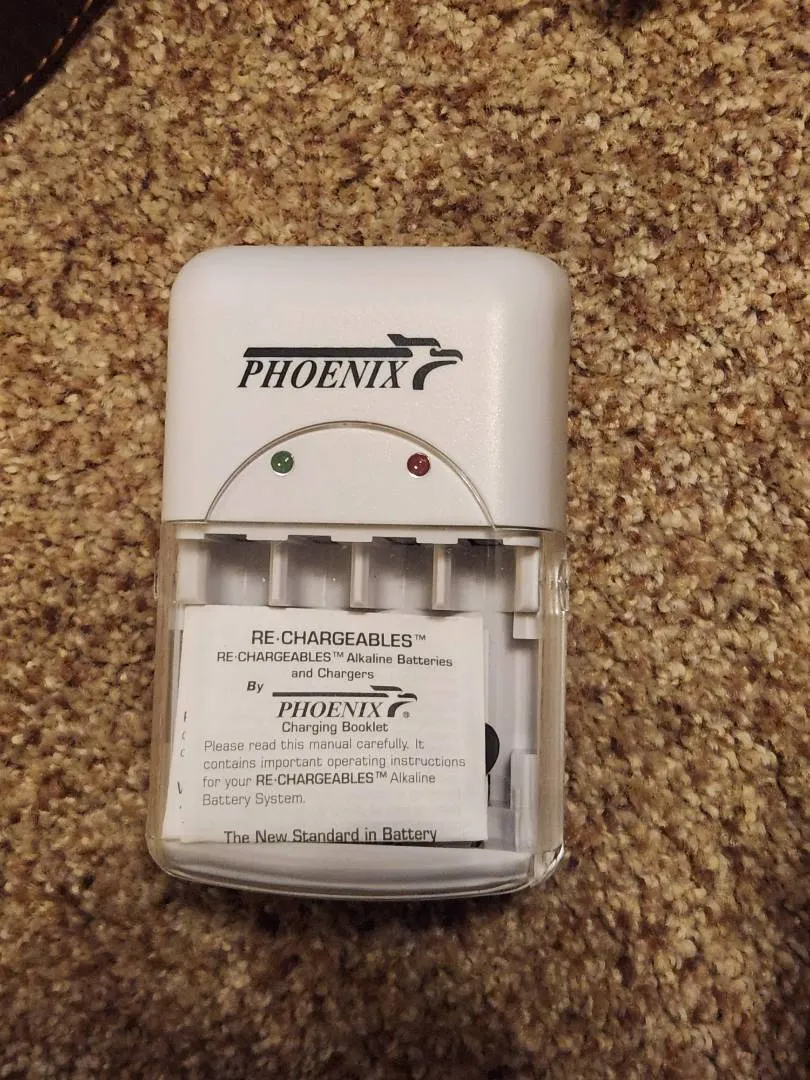 PHOENIX
RE·CHARGEABLES™
RE·CHARGEABLES™ Alkaline Batteries
and Chargers
By PHOENIX®
Charging Booklet
Please read this manual carefully. It
contains important operating instructions
for your RE·CHARGEABLES™ Alkaline
Battery System.
The New Standard in Battery